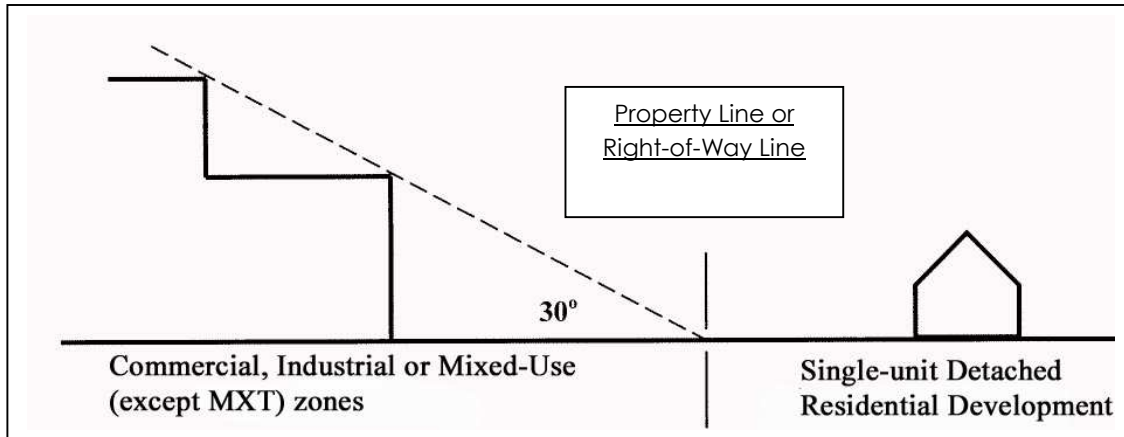 Property Line or
Right-of-Way Line
30°
Commercial, Industrial or Mixed-Use
(except MXT) zones
Single-unit Detached
Residential Development